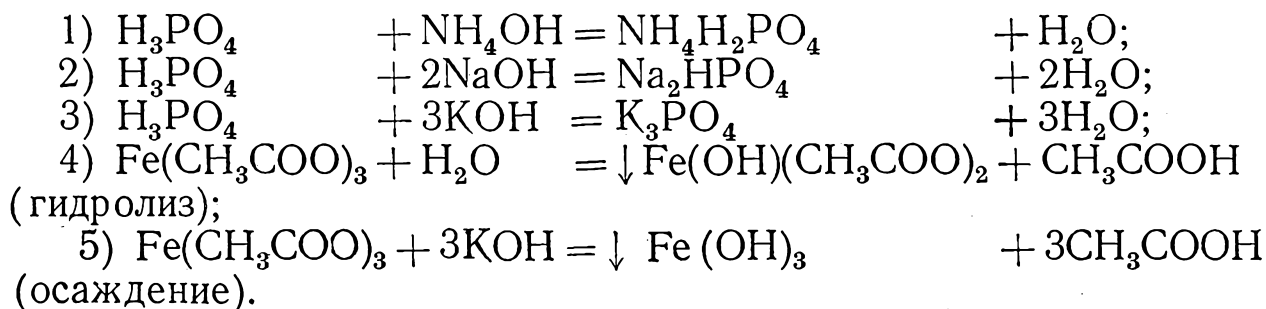 1) H₃PO₄ +NH₄OH=NH₄H₂PO₄ +H₂O;
2) H₃PO₄ +2NaOH=Na₂HPO₄ +2H₂O;
3) H₃PO₄ +3KOH =K₃PO₄ +3H₂O;
4) Fe(CH₃COO)₃+H₂O =↓Fe(OH)(CH₃COO)₂+CH₃COOH
(гидролиз);
5) Fe(CH₃COO)₃+3KOH=↓ Fe (OH)₃ +3CH₃COOH
(осаждение).